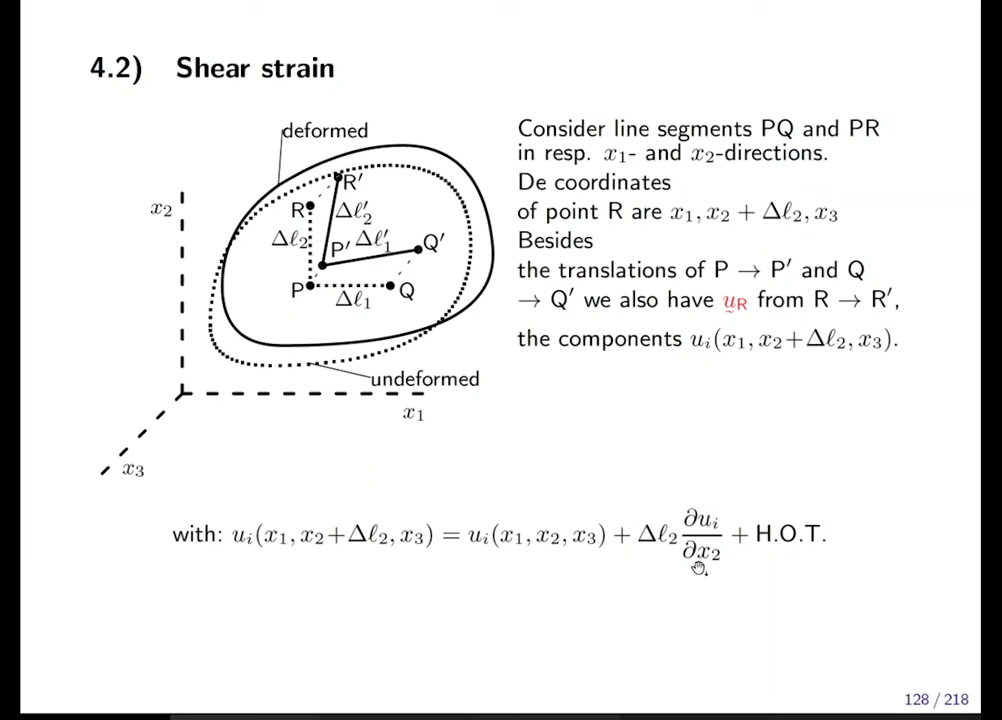 4.2) Shear strain
deformed
Consider line segments PQ and PR
in resp. x₁- and x₂-directions.
De coordinates
of point R are x₁, x₂ + Δℓ₂, x₃
Besides
the translations of P → P′ and Q
→ Q′ we also have u_R from R → R′,
the components uᵢ(x₁, x₂+Δℓ₂, x₃).
x₂
R
R′
Δℓ₂
Δℓ′₂
P′
Δℓ′₁
Q′
P
Δℓ₁
Q
undeformed
x₁
x₃
with: uᵢ(x₁, x₂+Δℓ₂, x₃) = uᵢ(x₁, x₂, x₃) + Δℓ₂ ∂uᵢ/∂x₂ + H.O.T.
128 / 218